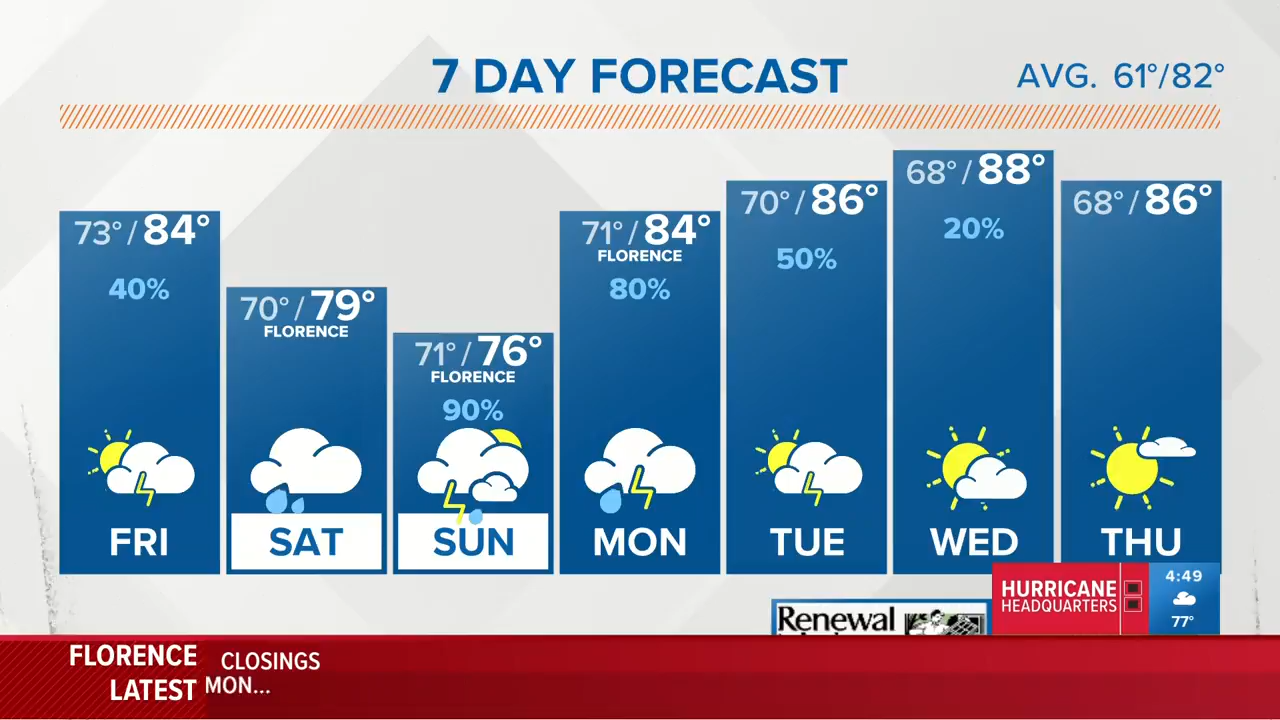 7 DAY FORECAST
AVG. 61°/82°
73°/84°
40%
FRI
70°/79°
FLORENCE
SAT
71°/76°
FLORENCE
90%
SUN
71°/84°
FLORENCE
80%
MON
70°/86°
50%
TUE
68°/88°
20%
WED
68°/86°
THU
HURRICANE
HEADQUARTERS
4:49
77°
Renewal
FLORENCE
LATEST
CLOSINGS
MON...